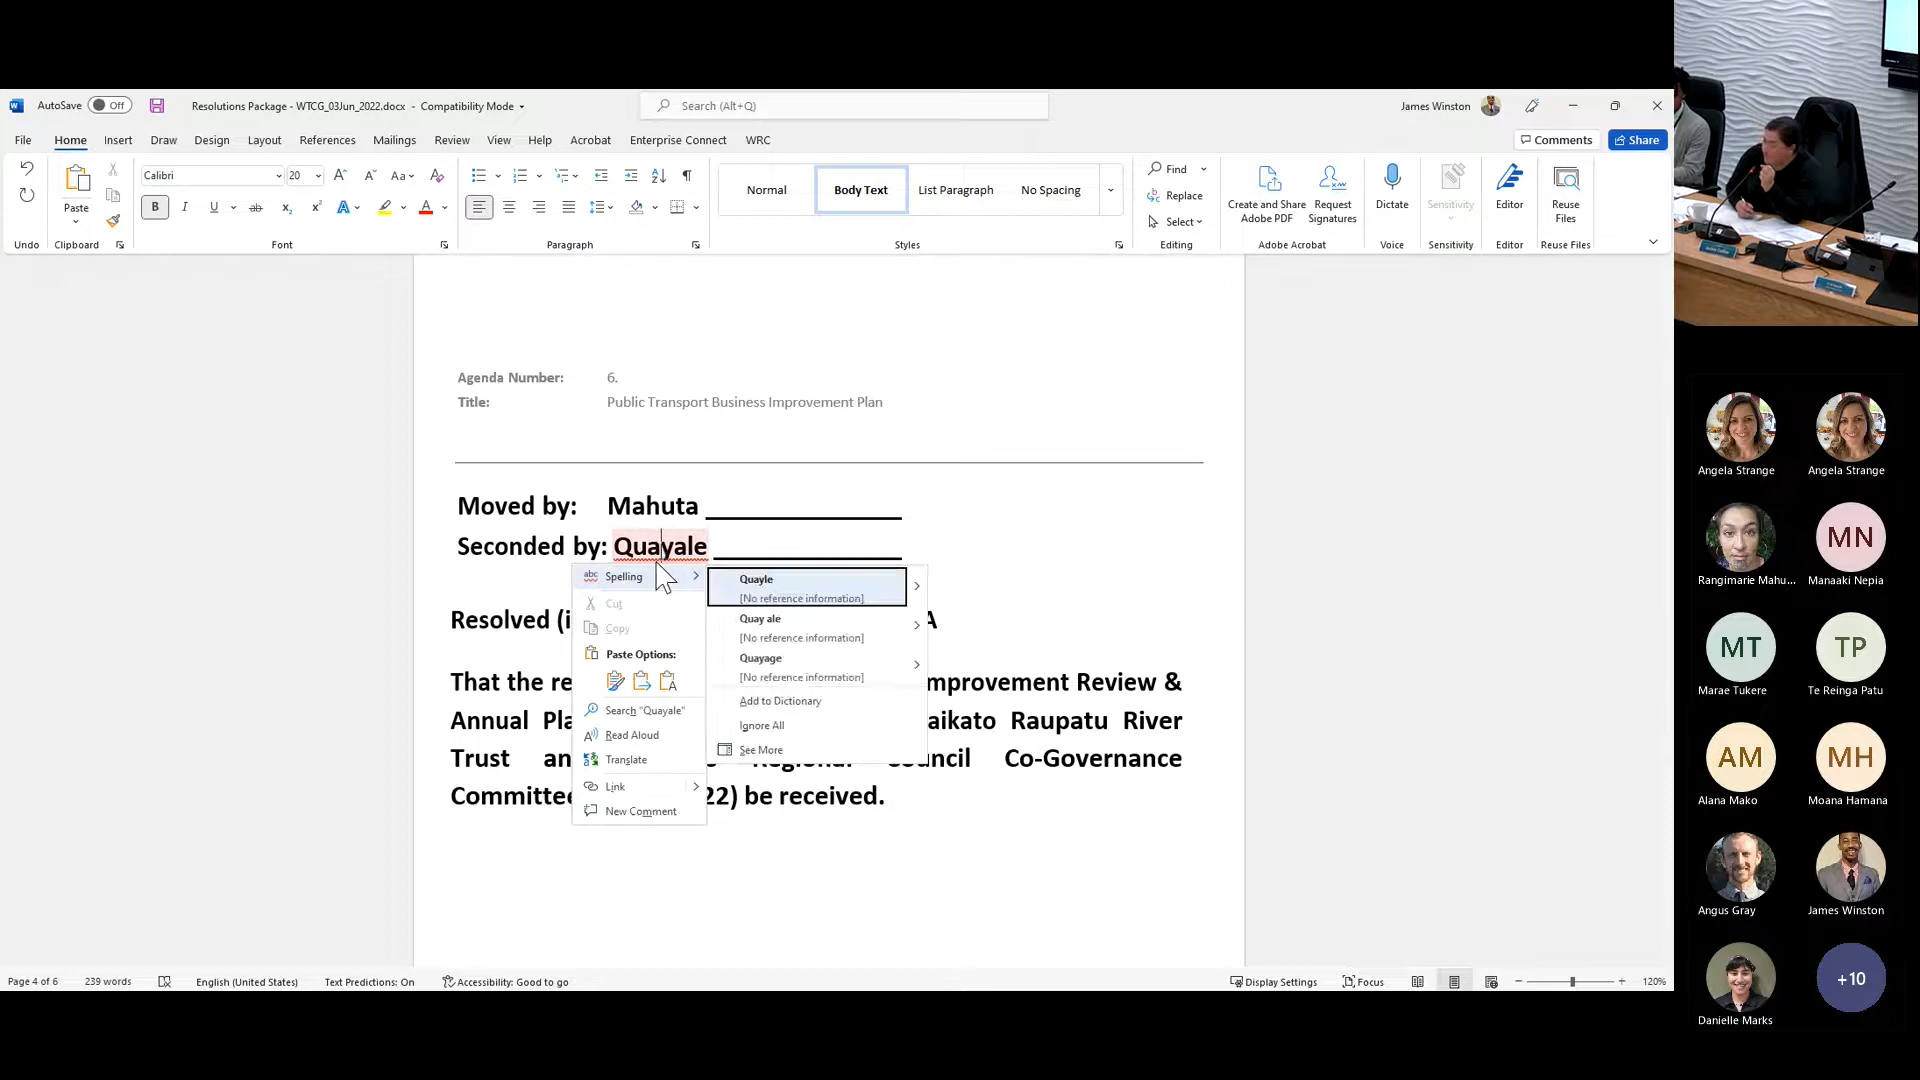 AutoSave Off Resolutions Package - WTCG_03Jun_2022.docx - Compatibility Mode Search (Alt+Q) James Winston
File Home Insert Draw Design Layout References Mailings Review View Help Acrobat Enterprise Connect WRC Comments Share
Calibri 20 Aa
Paste
B I U ab x2 x2 A A A
Normal Body Text List Paragraph No Spacing
Find
Replace
Select
Create and Share Adobe PDF
Request Signatures
Dictate
Sensitivity
Editor
Reuse Files
Undo Clipboard Font Paragraph Styles Editing Adobe Acrobat Voice Sensitivity Editor Reuse Files
Agenda Number: 6.
Title: Public Transport Business Improvement Plan
Moved by: Mahuta
Seconded by: Quayale
Resolved (i A
That the re mprovement Review &
Annual Pla aikato Raupatu River
Trust an Regional Council Co-Governance
Committee 22) be received.
abc Spelling
Cut
Copy
Paste Options:
Search "Quayale"
Read Aloud
Translate
Link
New Comment
Quayle
[No reference information]
Quay ale
[No reference information]
Quayage
[No reference information]
Add to Dictionary
Ignore All
See More
Page 4 of 6 239 words English (United States) Text Predictions: On Accessibility: Good to go Display Settings Focus 120%
Angela Strange
Angela Strange
Rangimarie Mahu...
MN
Manaaki Nepia
MT
Marae Tukere
TP
Te Reinga Patu
AM
Alana Mako
MH
Moana Hamana
Angus Gray
James Winston
Danielle Marks
+10